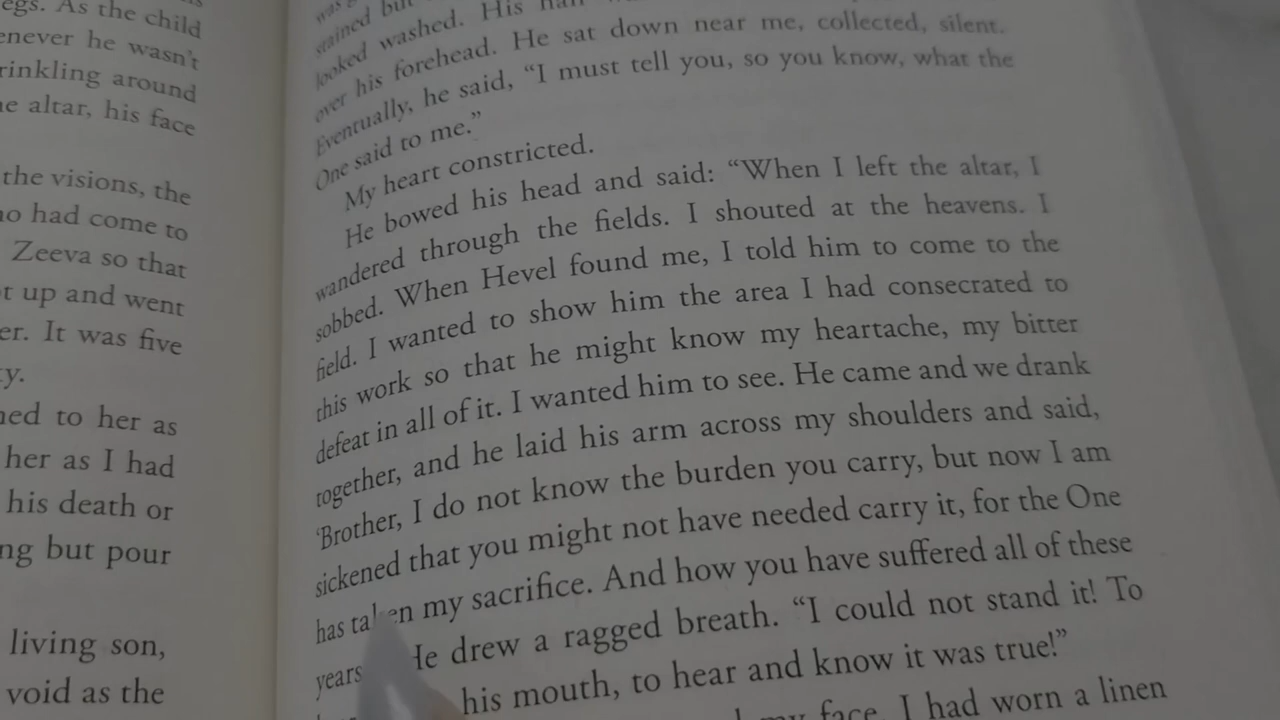 egs. As the child
enever he wasn't
rinkling around
e altar, his face
the visions, the
no had come to
Zeeva so that
t up and went
er. It was five
ty.
ned to her as
her as I had
his death or
ng but pour
living son,
void as the
stained but
looked washed. His hair
over his forehead. He sat down near me, collected, silent.
Eventually, he said, “I must tell you, so you know, what the
One said to me.”
My heart constricted.
He bowed his head and said: “When I left the altar, I
wandered through the fields. I shouted at the heavens. I
sobbed. When Hevel found me, I told him to come to the
field. I wanted to show him the area I had consecrated to
this work so that he might know my heartache, my bitter
defeat in all of it. I wanted him to see. He came and we drank
together, and he laid his arm across my shoulders and said,
‘Brother, I do not know the burden you carry, but now I am
sickened that you might not have needed carry it, for the One
has taken my sacrifice. And how you have suffered all of these
years He drew a ragged breath. “I could not stand it! To
his mouth, to hear and know it was true!”
my face. I had worn a linen